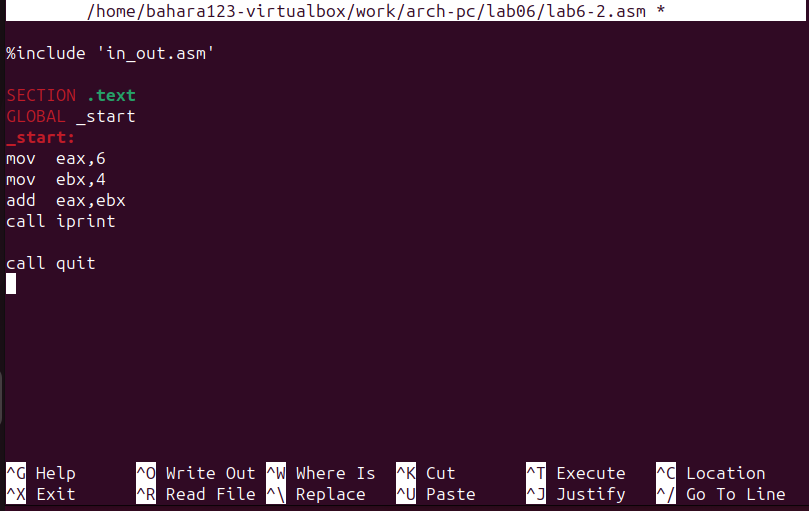 /home/bahara123-virtualbox/work/arch-pc/lab06/lab6-2.asm *
%include 'in_out.asm'
SECTION .text
GLOBAL _start
_start:
mov  eax,6
mov  ebx,4
add  eax,ebx
call iprint
call quit
^G Help ^O Write Out ^W Where Is ^K Cut ^T Execute ^C Location
^X Exit ^R Read File ^\ Replace ^U Paste ^J Justify ^/ Go To Line